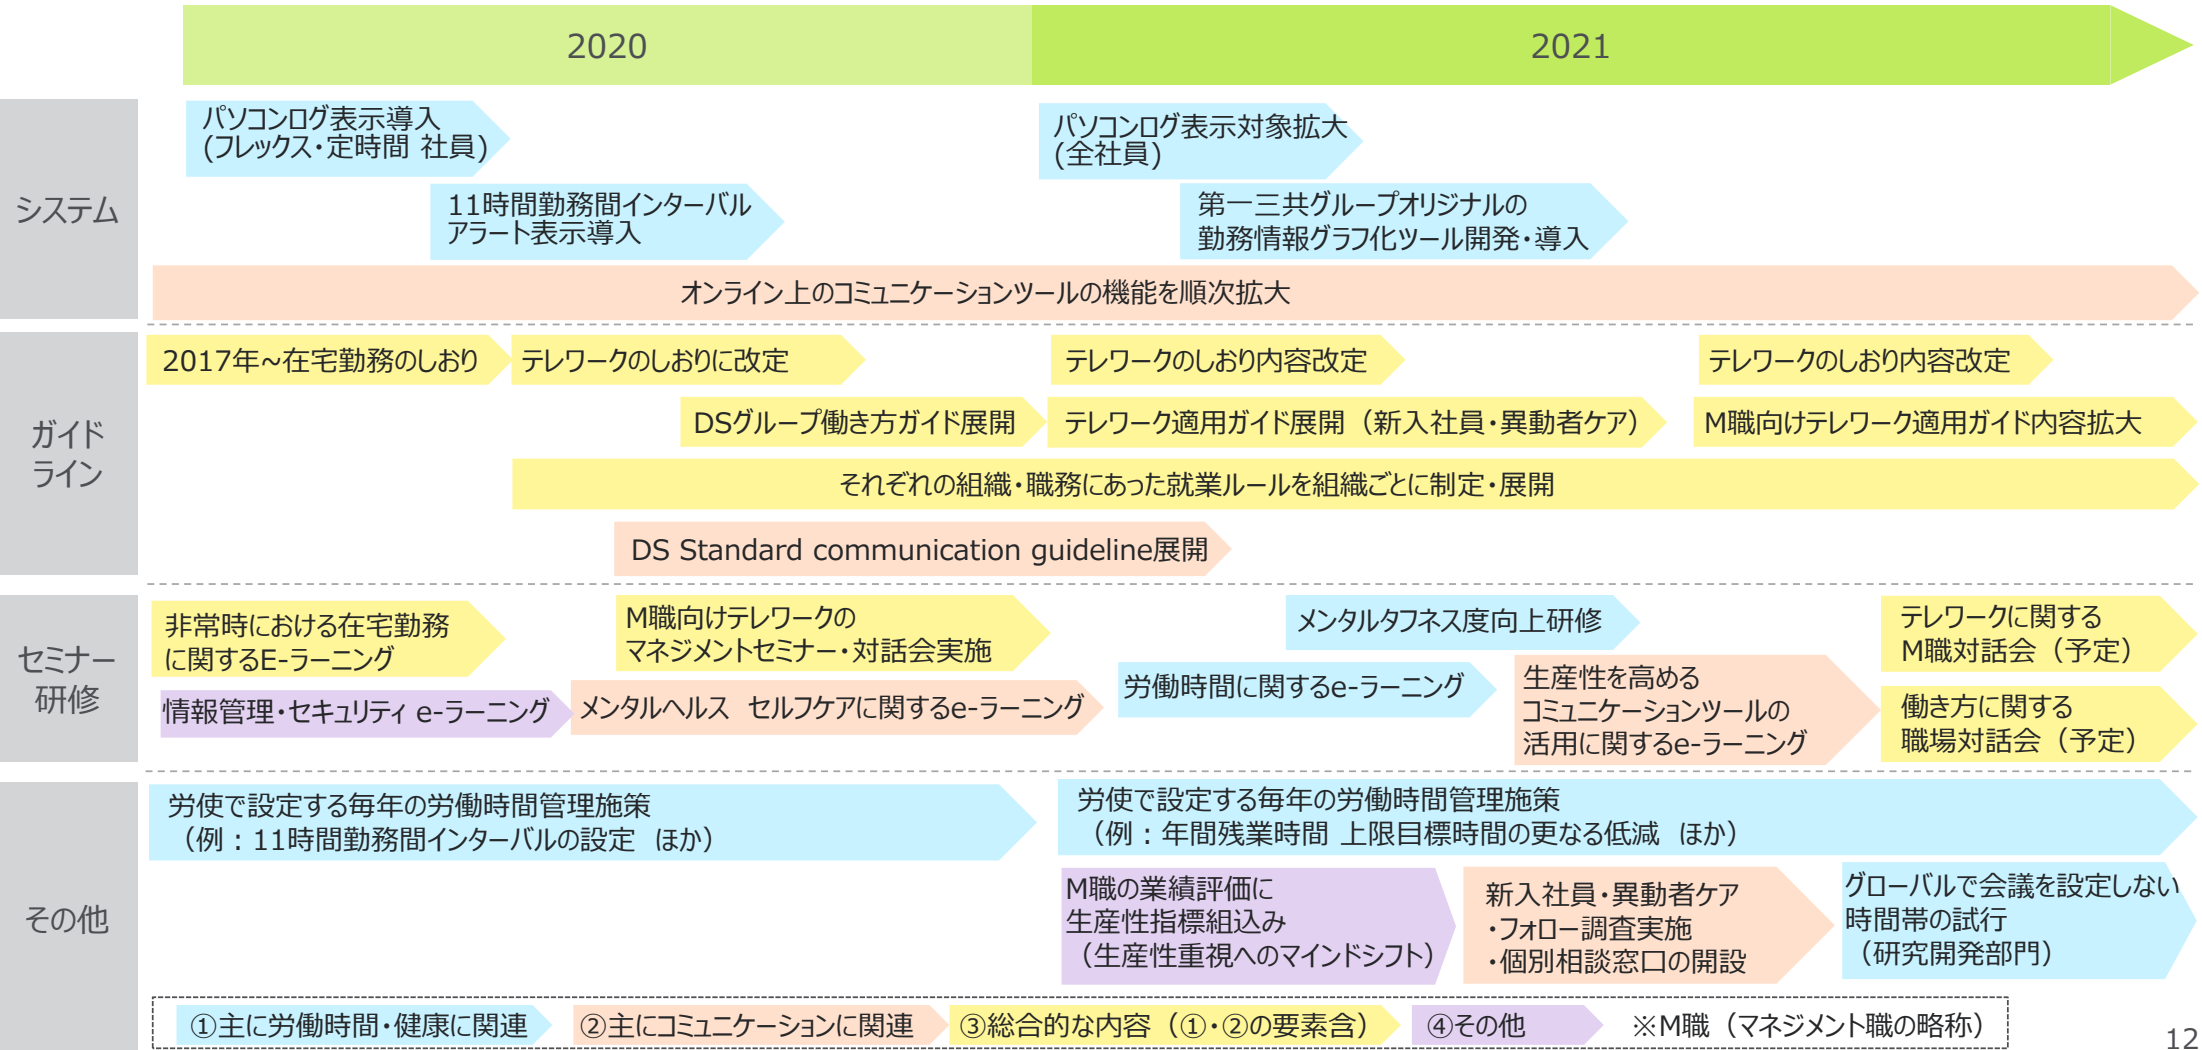 2020
2021
システム
パソコンログ表示導入
(フレックス・定時間 社員)
パソコンログ表示対象拡大
(全社員)
11時間勤務間インターバル
アラート表示導入
第一三共グループオリジナルの
勤務情報グラフ化ツール開発・導入
オンライン上のコミュニケーションツールの機能を順次拡大
ガイド
ライン
2017年~在宅勤務のしおり
テレワークのしおりに改定
テレワークのしおり内容改定
テレワークのしおり内容改定
DSグループ働き方ガイド展開
テレワーク適用ガイド展開（新入社員・異動者ケア）
M職向けテレワーク適用ガイド内容拡大
それぞれの組織・職務にあった就業ルールを組織ごとに制定・展開
DS Standard communication guideline展開
セミナー
研修
非常時における在宅勤務
に関するE-ラーニング
M職向けテレワークの
マネジメントセミナー・対話会実施
メンタルタフネス度向上研修
テレワークに関する
M職対話会（予定）
情報管理・セキュリティ e-ラーニング
メンタルヘルス セルフケアに関するe-ラーニング
労働時間に関するe-ラーニング
生産性を高める
コミュニケーションツールの
活用に関するe-ラーニング
働き方に関する
職場対話会（予定）
その他
労使で設定する毎年の労働時間管理施策
（例：11時間勤務間インターバルの設定 ほか）
労使で設定する毎年の労働時間管理施策
（例：年間残業時間 上限目標時間の更なる低減 ほか）
M職の業績評価に
生産性指標組込み
（生産性重視へのマインドシフト）
新入社員・異動者ケア
・フォロー調査実施
・個別相談窓口の開設
グローバルで会議を設定しない
時間帯の試行
（研究開発部門）
①主に労働時間・健康に関連
②主にコミュニケーションに関連
③総合的な内容（①・②の要素含）
④その他
※M職（マネジメント職の略称）
12